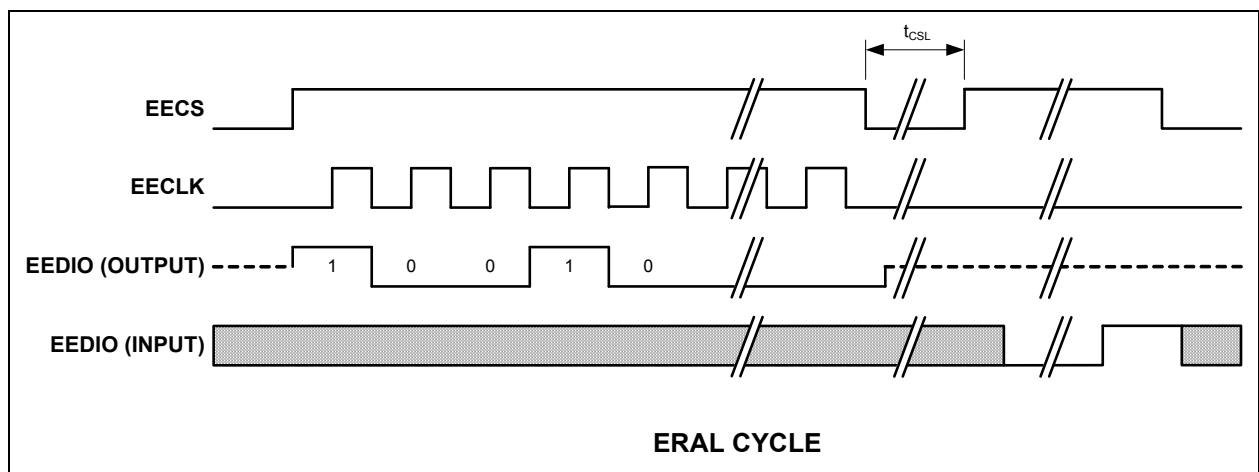 tCSL
EECS
EECLK
EEDIO (OUTPUT)
1 0 0 1 0
EEDIO (INPUT)
ERAL CYCLE